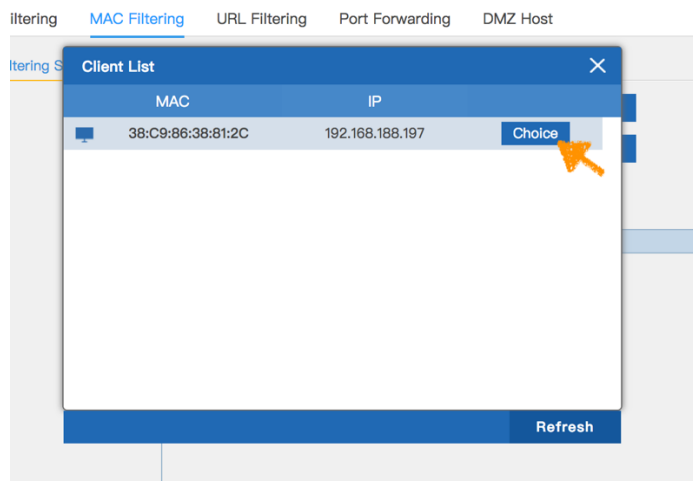 iltering MAC Filtering URL Filtering Port Forwarding DMZ Host
ltering S
Client List
MAC IP
38:C9:86:38:81:2C 192.168.188.197 Choice
Refresh